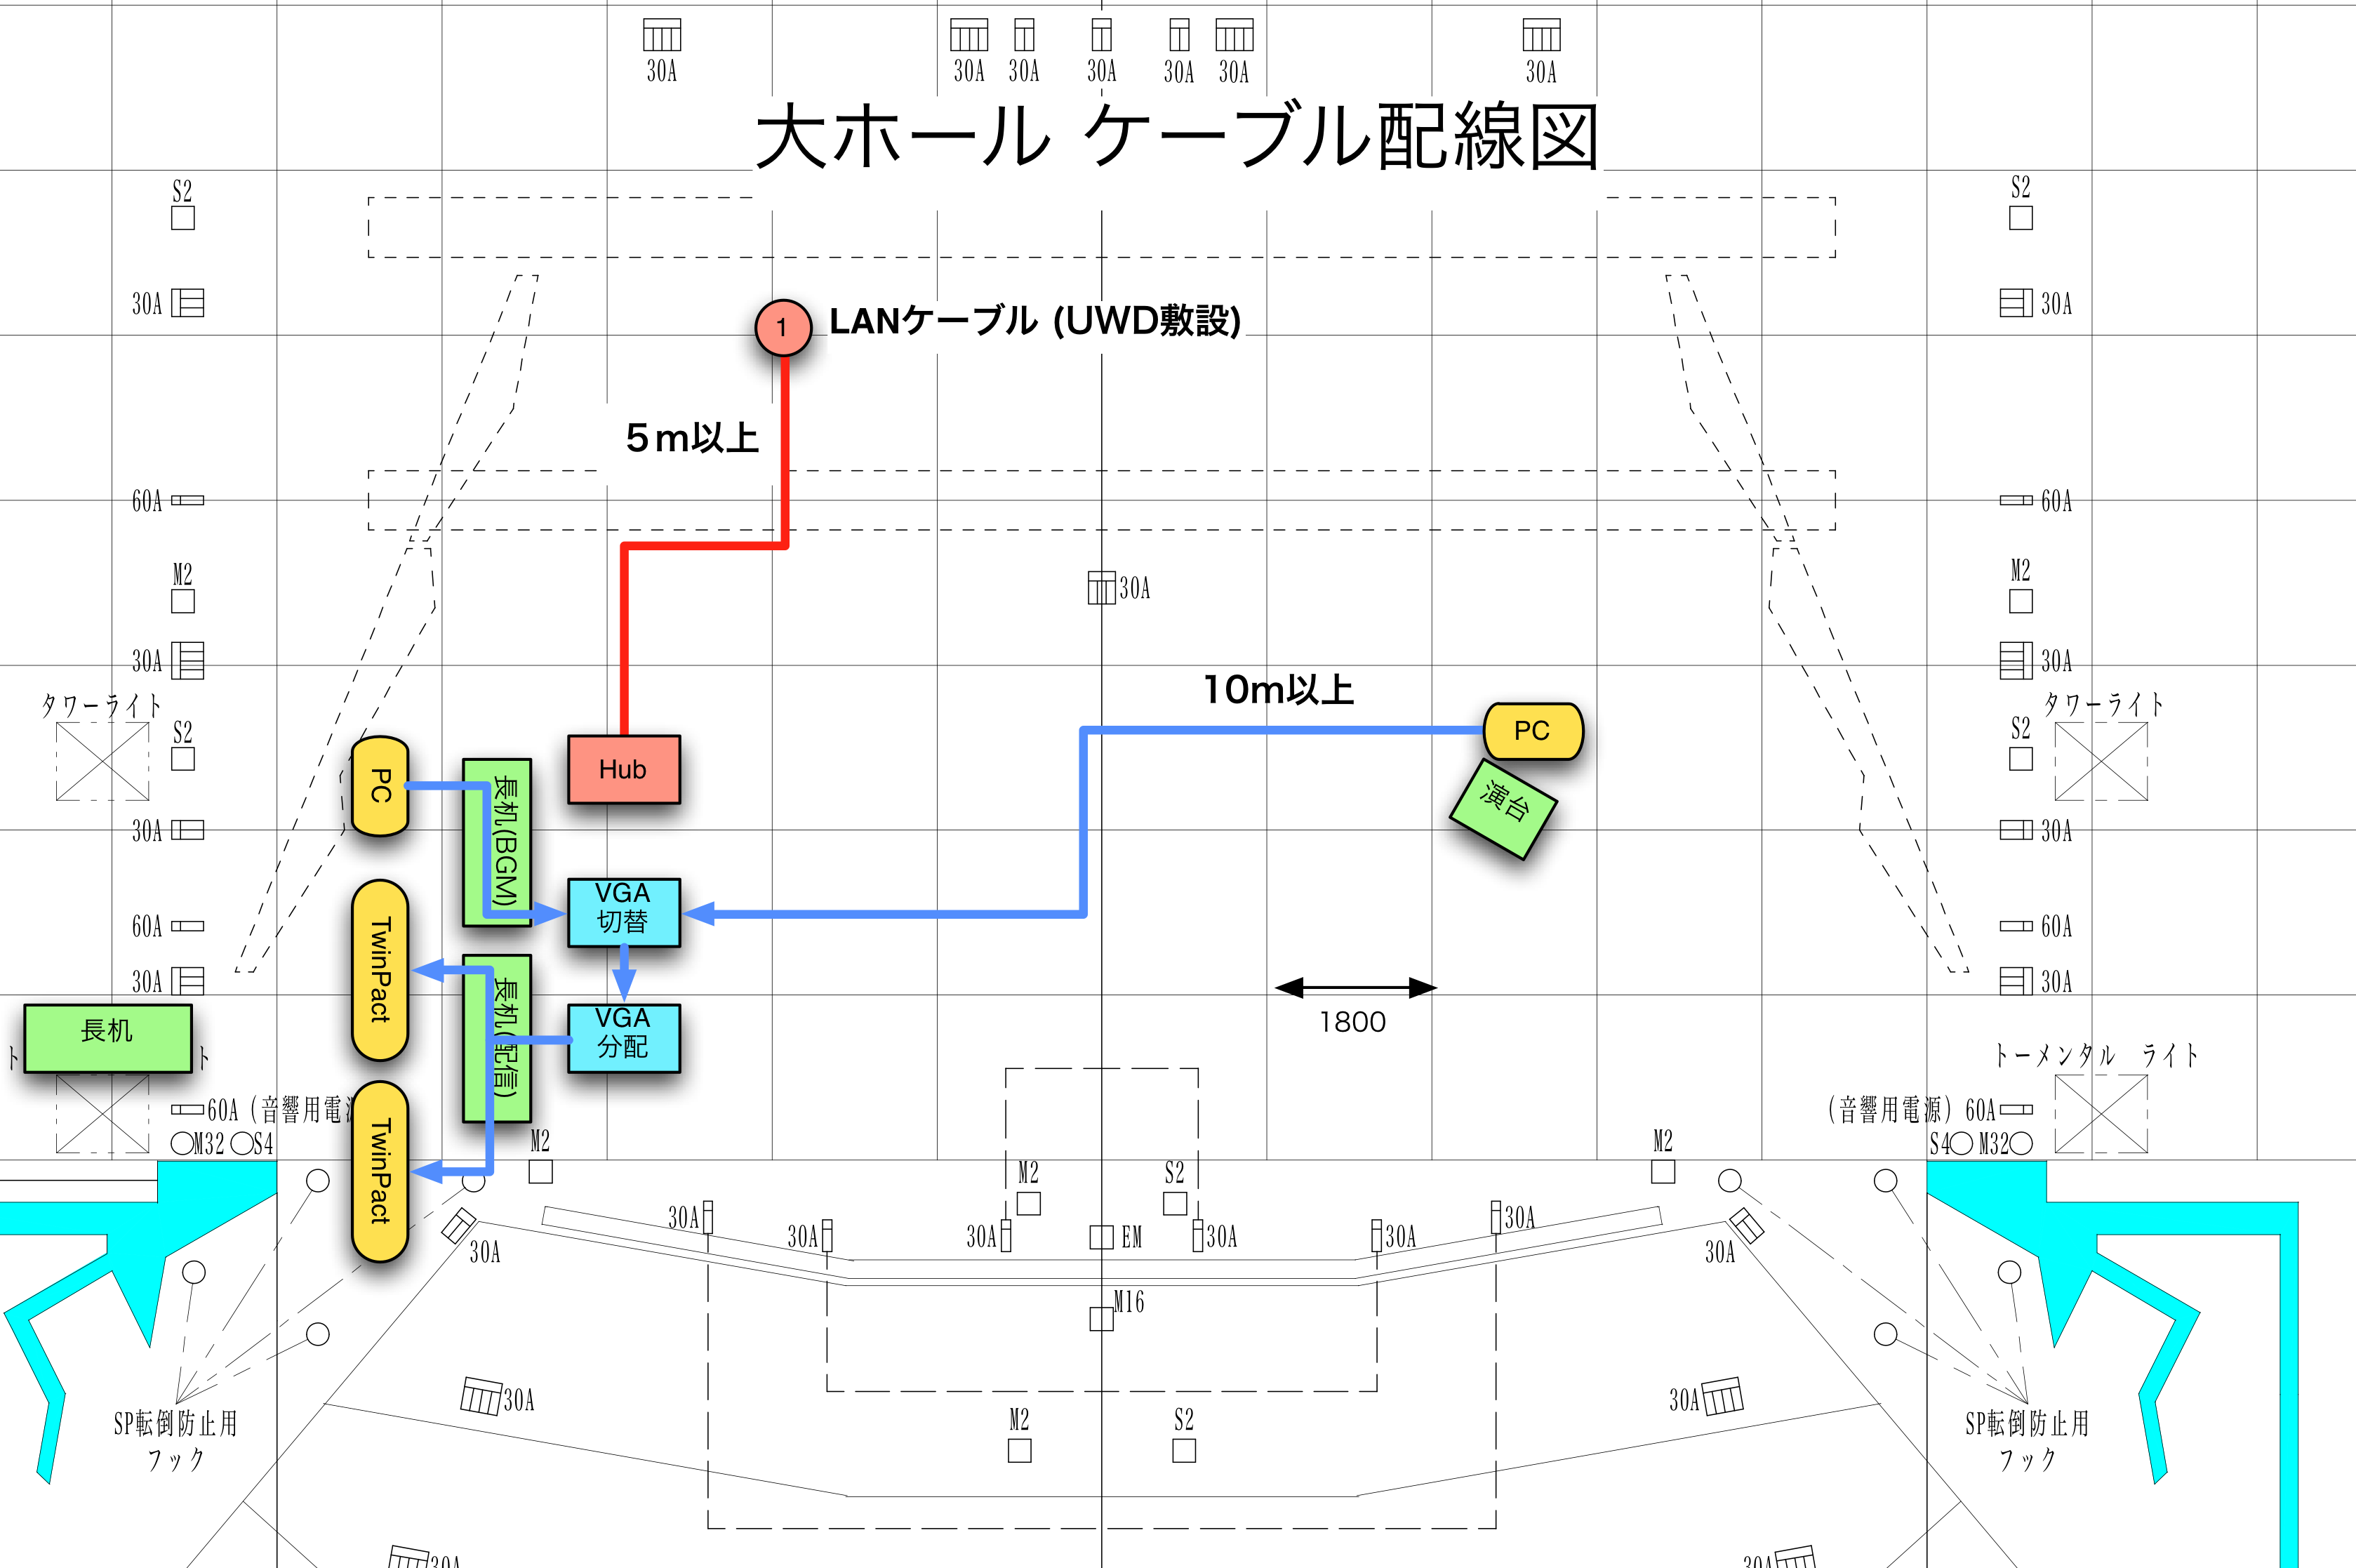 30A
30A
30A
30A
30A
30A
30A
大ホール ケーブル配線図
S2
S2
30A
30A
1
LANケーブル (UWD敷設)
５m以上
60A
60A
M2
30A
M2
30A
30A
10m以上
タワーライト
タワーライト
S2
S2
PC
PC
Hub
長机(BGM)
演台
30A
30A
VGA
切替
60A
60A
TwinPact
30A
30A
長机(配信)
1800
長机
VGA
分配
ト
ト
トーメンタル ライト
60A (音響用電源
(音響用電源) 60A
M32
S4
S4
M32
TwinPact
M2
M2
M2
S2
30A
30A
30A
30A
EM
30A
30A
30A
30A
30A
M16
30A
30A
SP転倒防止用
フック
M2
S2
SP転倒防止用
フック
30A
30A